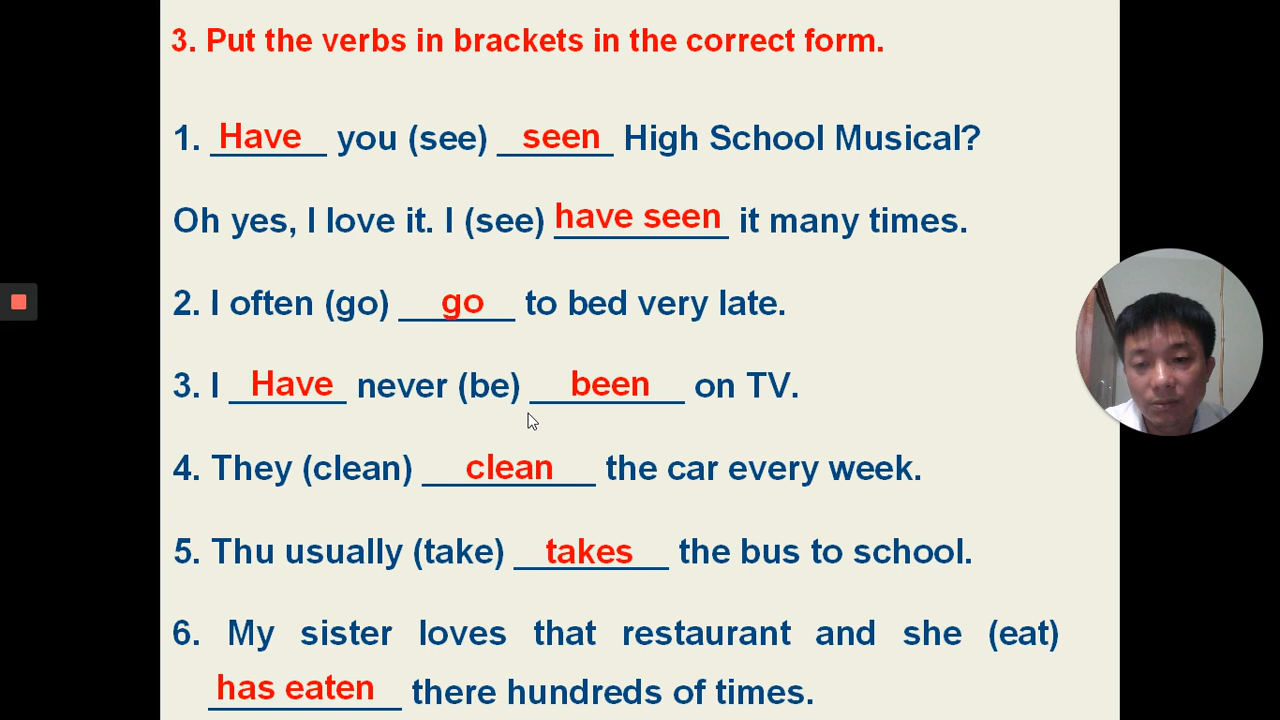 3. Put the verbs in brackets in the correct form.
1. Have you (see) seen High School Musical?
Oh yes, I love it. I (see) have seen it many times.
2. I often (go) go to bed very late.
3. I Have never (be) been on TV.
4. They (clean) clean the car every week.
5. Thu usually (take) takes the bus to school.
6. My sister loves that restaurant and she (eat)
has eaten there hundreds of times.